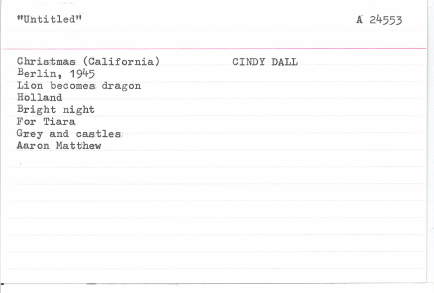 "Untitled" A 24553
Christmas (California) CINDY DALL
Berlin, 1945
Lion becomes dragon
Holland
Bright night
For Tiara
Grey and castles
Aaron Matthew